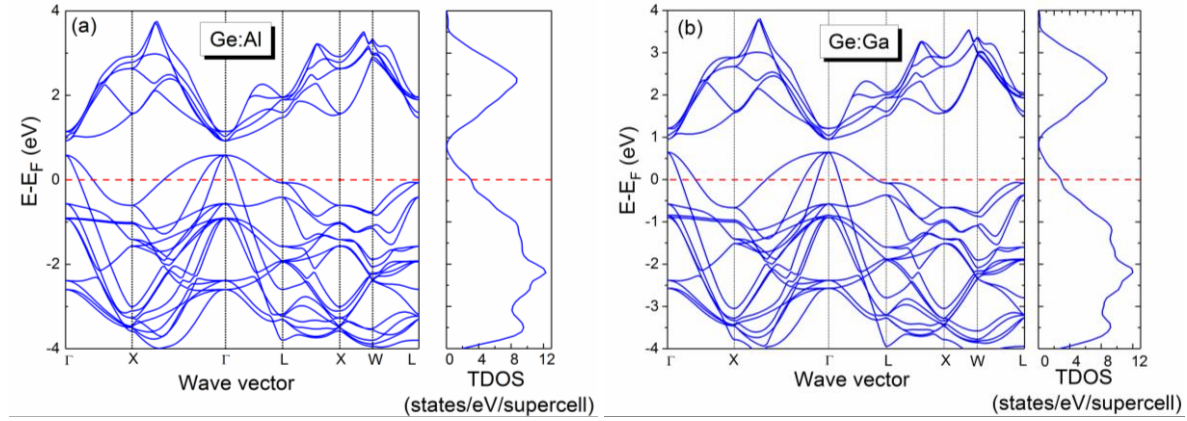 (a)
Ge:Al
E-E_F (eV)
4
2
0
-2
-4
Γ X Γ L X W L
Wave vector
0 4 8 12
TDOS
(states/eV/supercell)
(b)
Ge:Ga
E-E_F (eV)
4
3
2
1
0
-1
-2
-3
-4
Γ X Γ L X W L
Wave vector
0 4 8 12
TDOS
(states/eV/supercell)